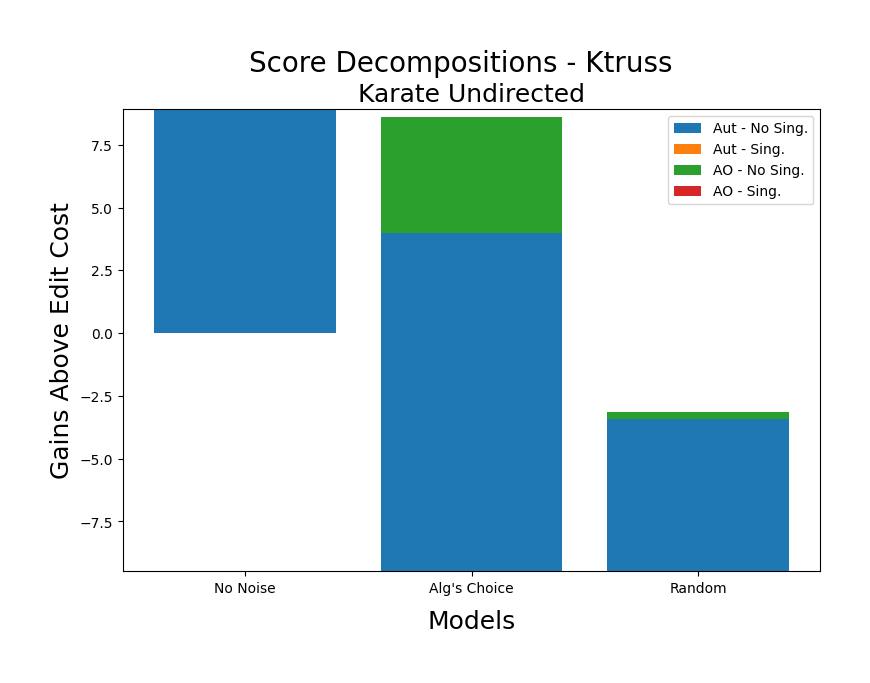 Score Decompositions - Ktruss
Karate Undirected
Gains Above Edit Cost
7.5
5.0
2.5
0.0
−2.5
−5.0
−7.5
Aut - No Sing.
Aut - Sing.
AO - No Sing.
AO - Sing.
No Noise
Alg's Choice
Random
Models